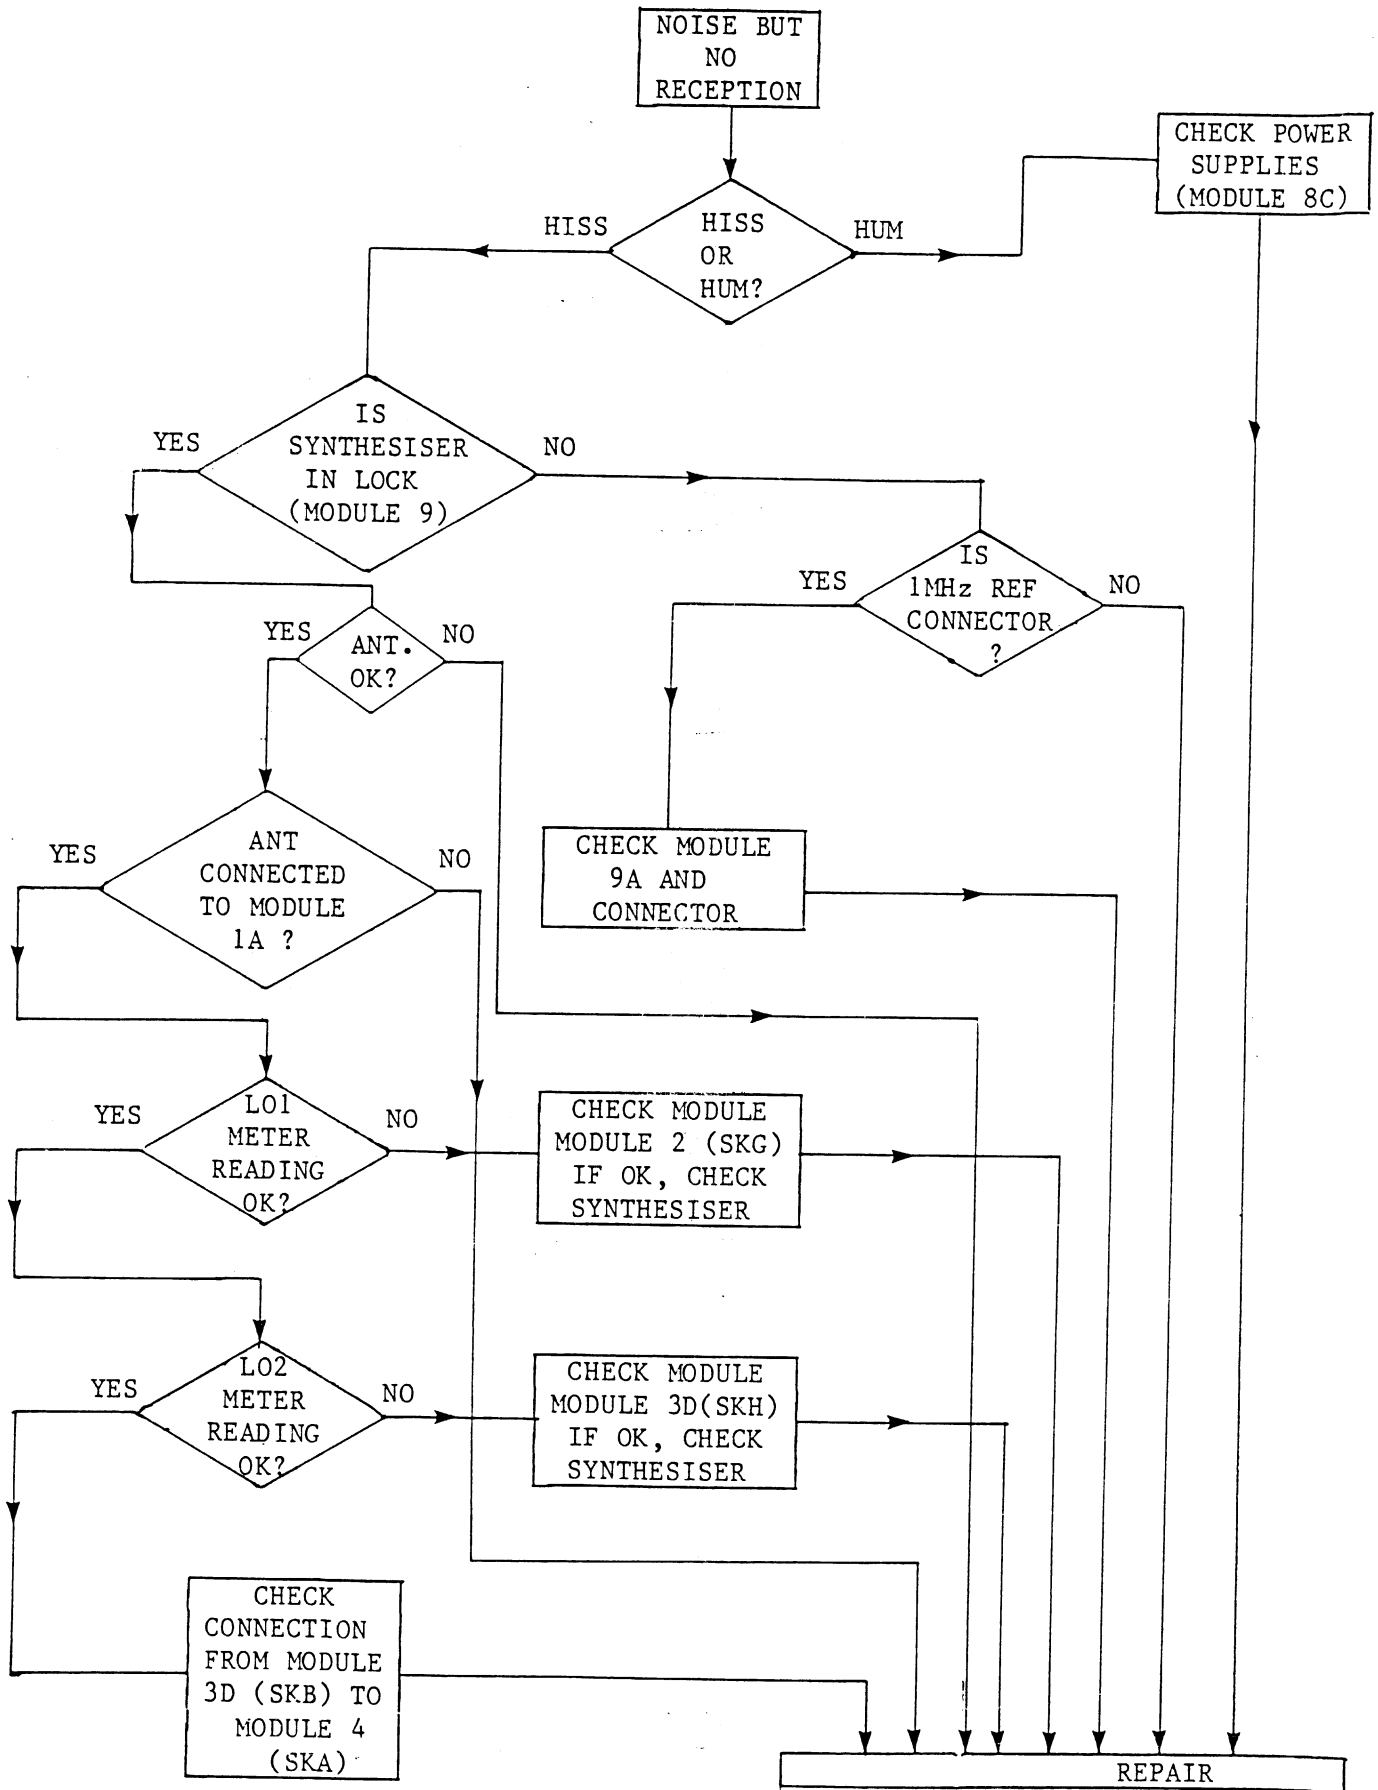 NOISE BUT
NO
RECEPTION
CHECK POWER
SUPPLIES
(MODULE 8C)
HISS
HISS
OR
HUM?
HUM
YES
IS
SYNTHESISER
IN LOCK
(MODULE 9)
NO
YES
IS
1MHz REF
CONNECTOR
?
NO
YES
ANT.
OK?
NO
YES
ANT
CONNECTED
TO MODULE
1A ?
NO
CHECK MODULE
9A AND
CONNECTOR
YES
LO1
METER
READING
OK?
NO
CHECK MODULE
MODULE 2 (SKG)
IF OK, CHECK
SYNTHESISER
YES
LO2
METER
READING
OK?
NO
CHECK MODULE
MODULE 3D(SKH)
IF OK, CHECK
SYNTHESISER
CHECK
CONNECTION
FROM MODULE
3D (SKB) TO
MODULE 4
(SKA)
REPAIR